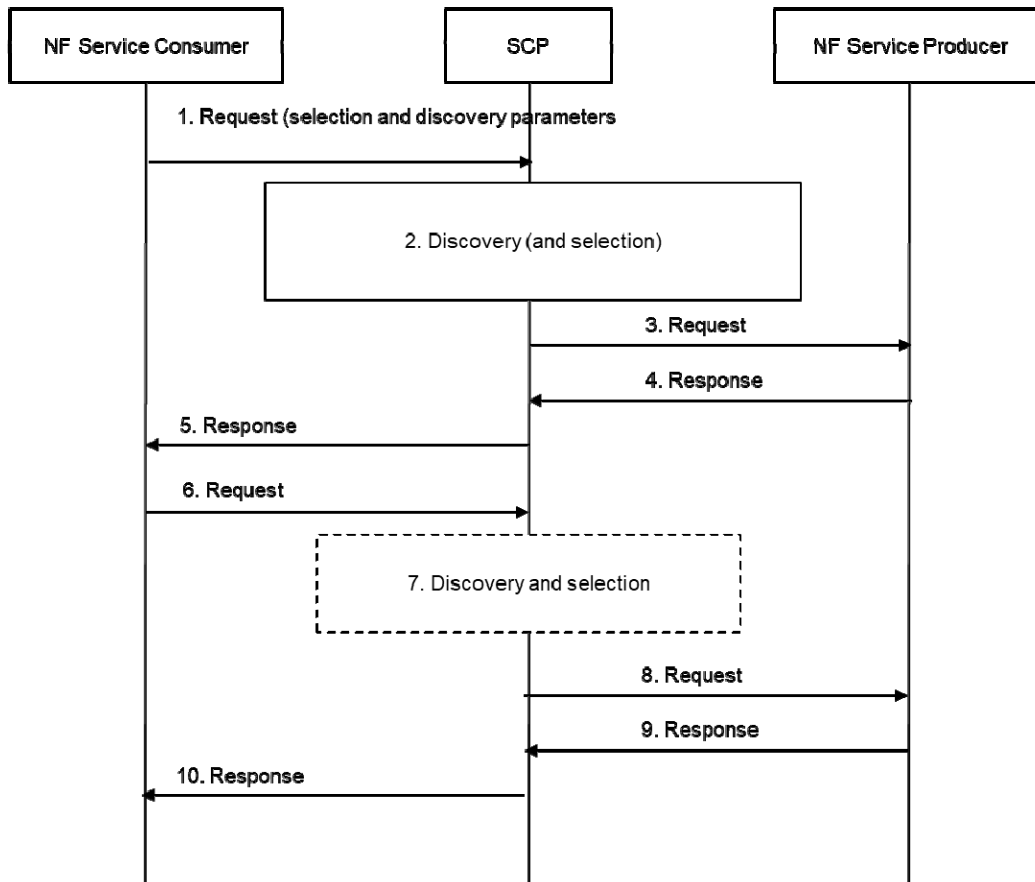 NF Service Consumer
SCP
NF Service Producer
1. Request (selection and discovery parameters
2. Discovery (and selection)
3. Request
4. Response
5. Response
6. Request
7. Discovery and selection
8. Request
9. Response
10. Response